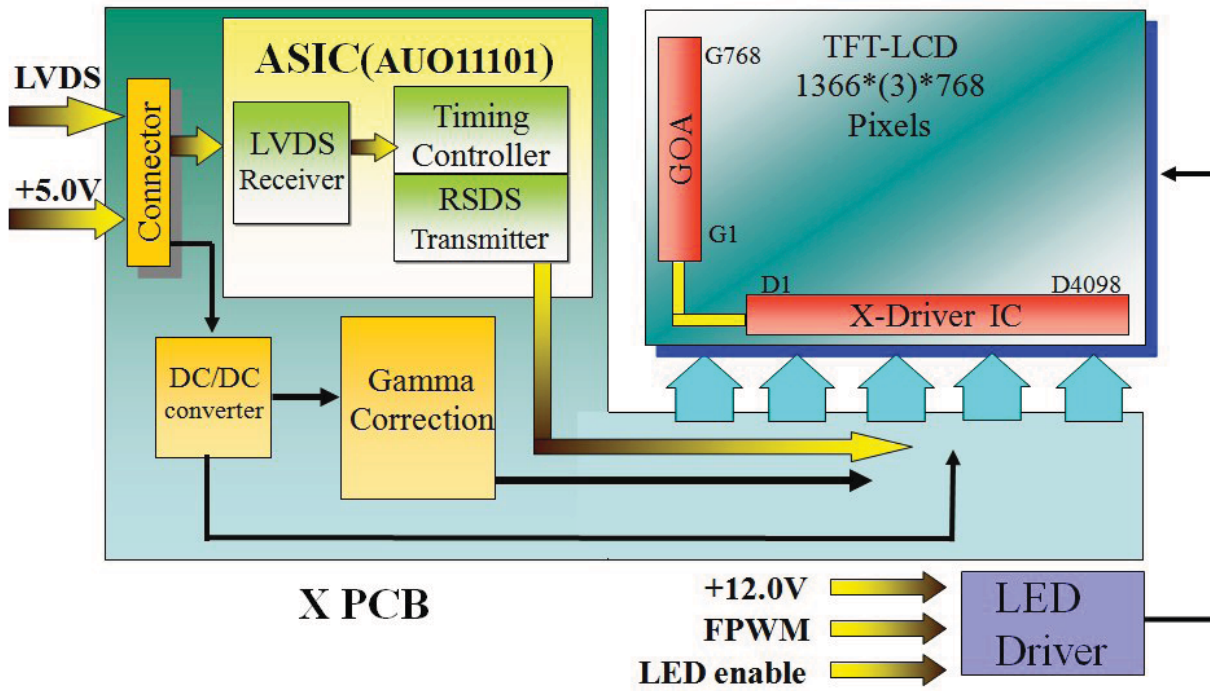 LVDS
+5.0V
Connector
ASIC(AUO11101)
LVDS
Receiver
Timing
Controller
RSDS
Transmitter
DC/DC
converter
Gamma
Correction
X PCB
TFT-LCD
1366*(3)*768
Pixels
G768
GOA
G1
D1
D4098
X-Driver IC
+12.0V
FPWM
LED enable
LED
Driver